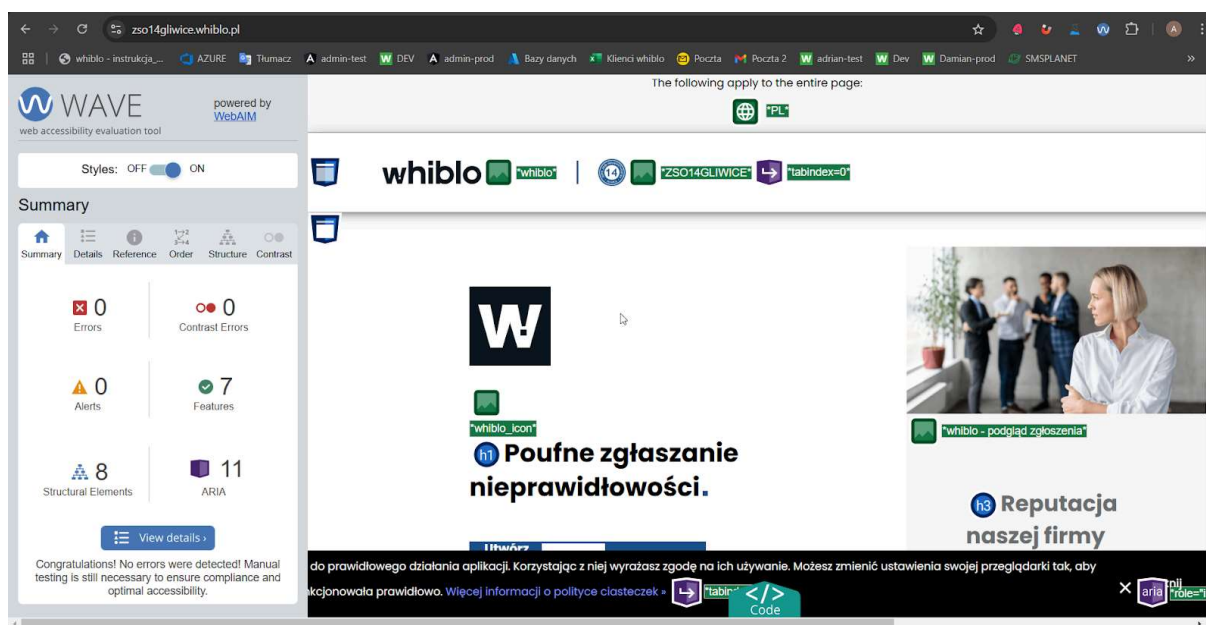 zso14gliwice.whiblo.pl
A
whiblo - instrukcja_...
AZURE
Tłumacz
admin-test
DEV
admin-prod
Bazy danych
Klienci whiblo
Poczta
Poczta 2
adrian-test
Dev
Damian-prod
SMSPLANET
»
WAVE
web accessibility evaluation tool
powered by
WebAIM
Styles: OFF ON
Summary
Summary Details Reference Order Structure Contrast
0
Errors
0
Contrast Errors
0
Alerts
7
Features
8
Structural Elements
11
ARIA
View details ›
Congratulations! No errors were detected! Manual
testing is still necessary to ensure compliance and
optimal accessibility.
The following apply to the entire page:
*PL*
whiblo *whiblo* | 14 *ZSO14GLIWICE* *tabindex=0*
W!
*whiblo_icon*
h1 Poufne zgłaszanie
nieprawidłowości.
Utwórz
*whiblo - podgląd zgłoszenia*
h3 Reputacja
naszej firmy
do prawidłowego działania aplikacji. Korzystając z niej wyrażasz zgodę na ich używanie. Możesz zmienić ustawienia swojej przeglądarki tak, aby
nkcjonowała prawidłowo. Więcej informacji o polityce ciasteczek »
</>
Code
aria *role="i